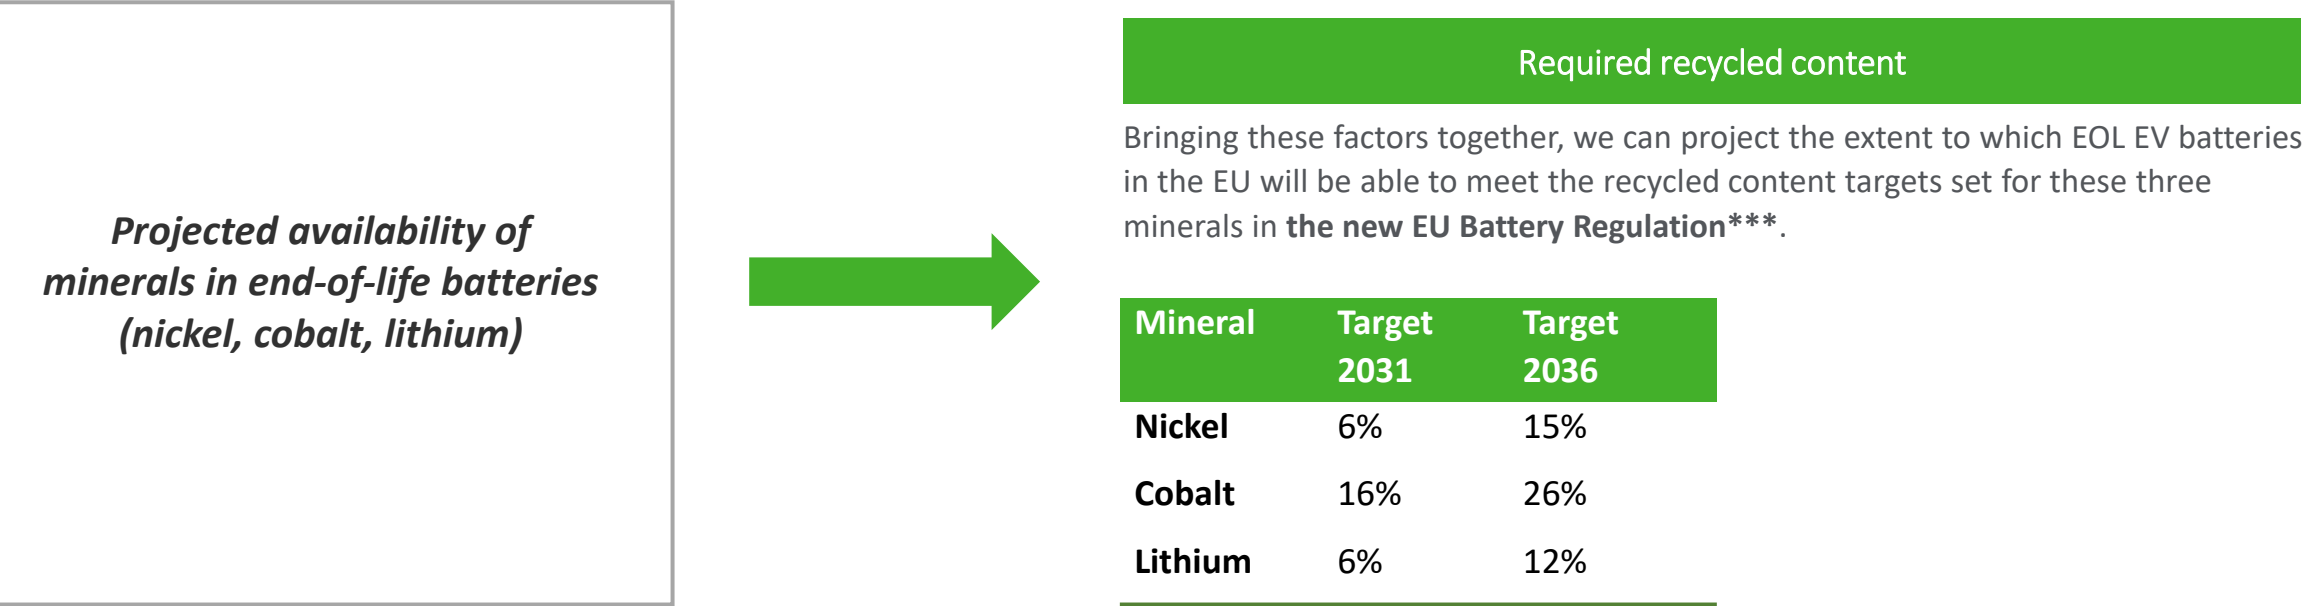 Projected availability of
minerals in end-of-life batteries
(nickel, cobalt, lithium)
Required recycled content
Bringing these factors together, we can project the extent to which EOL EV batteries
in the EU will be able to meet the recycled content targets set for these three
minerals in the new EU Battery Regulation***.
Mineral Target 2031 Target 2036
Nickel 6% 15%
Cobalt 16% 26%
Lithium 6% 12%